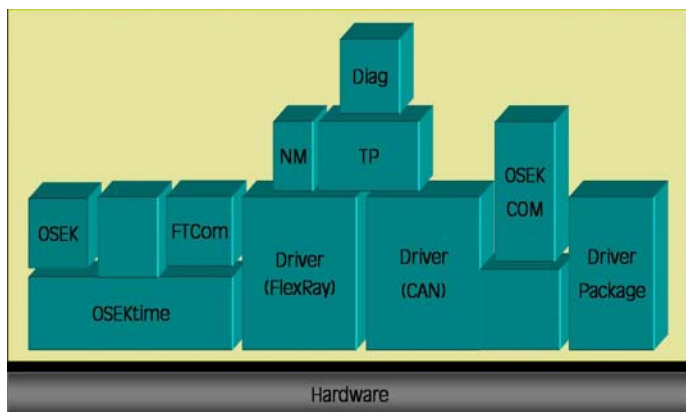 Diag
NM
TP
OSEK
COM
OSEK
FTCom
Driver
(FlexRay)
Driver
(CAN)
Driver
Package
OSEKtime
Hardware